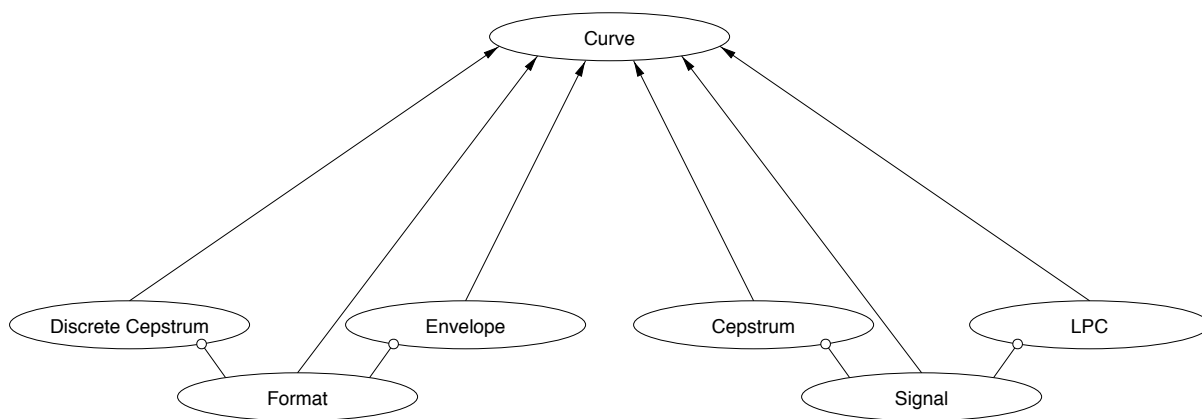 Curve
Discrete Cepstrum
Envelope
Cepstrum
LPC
Format
Signal